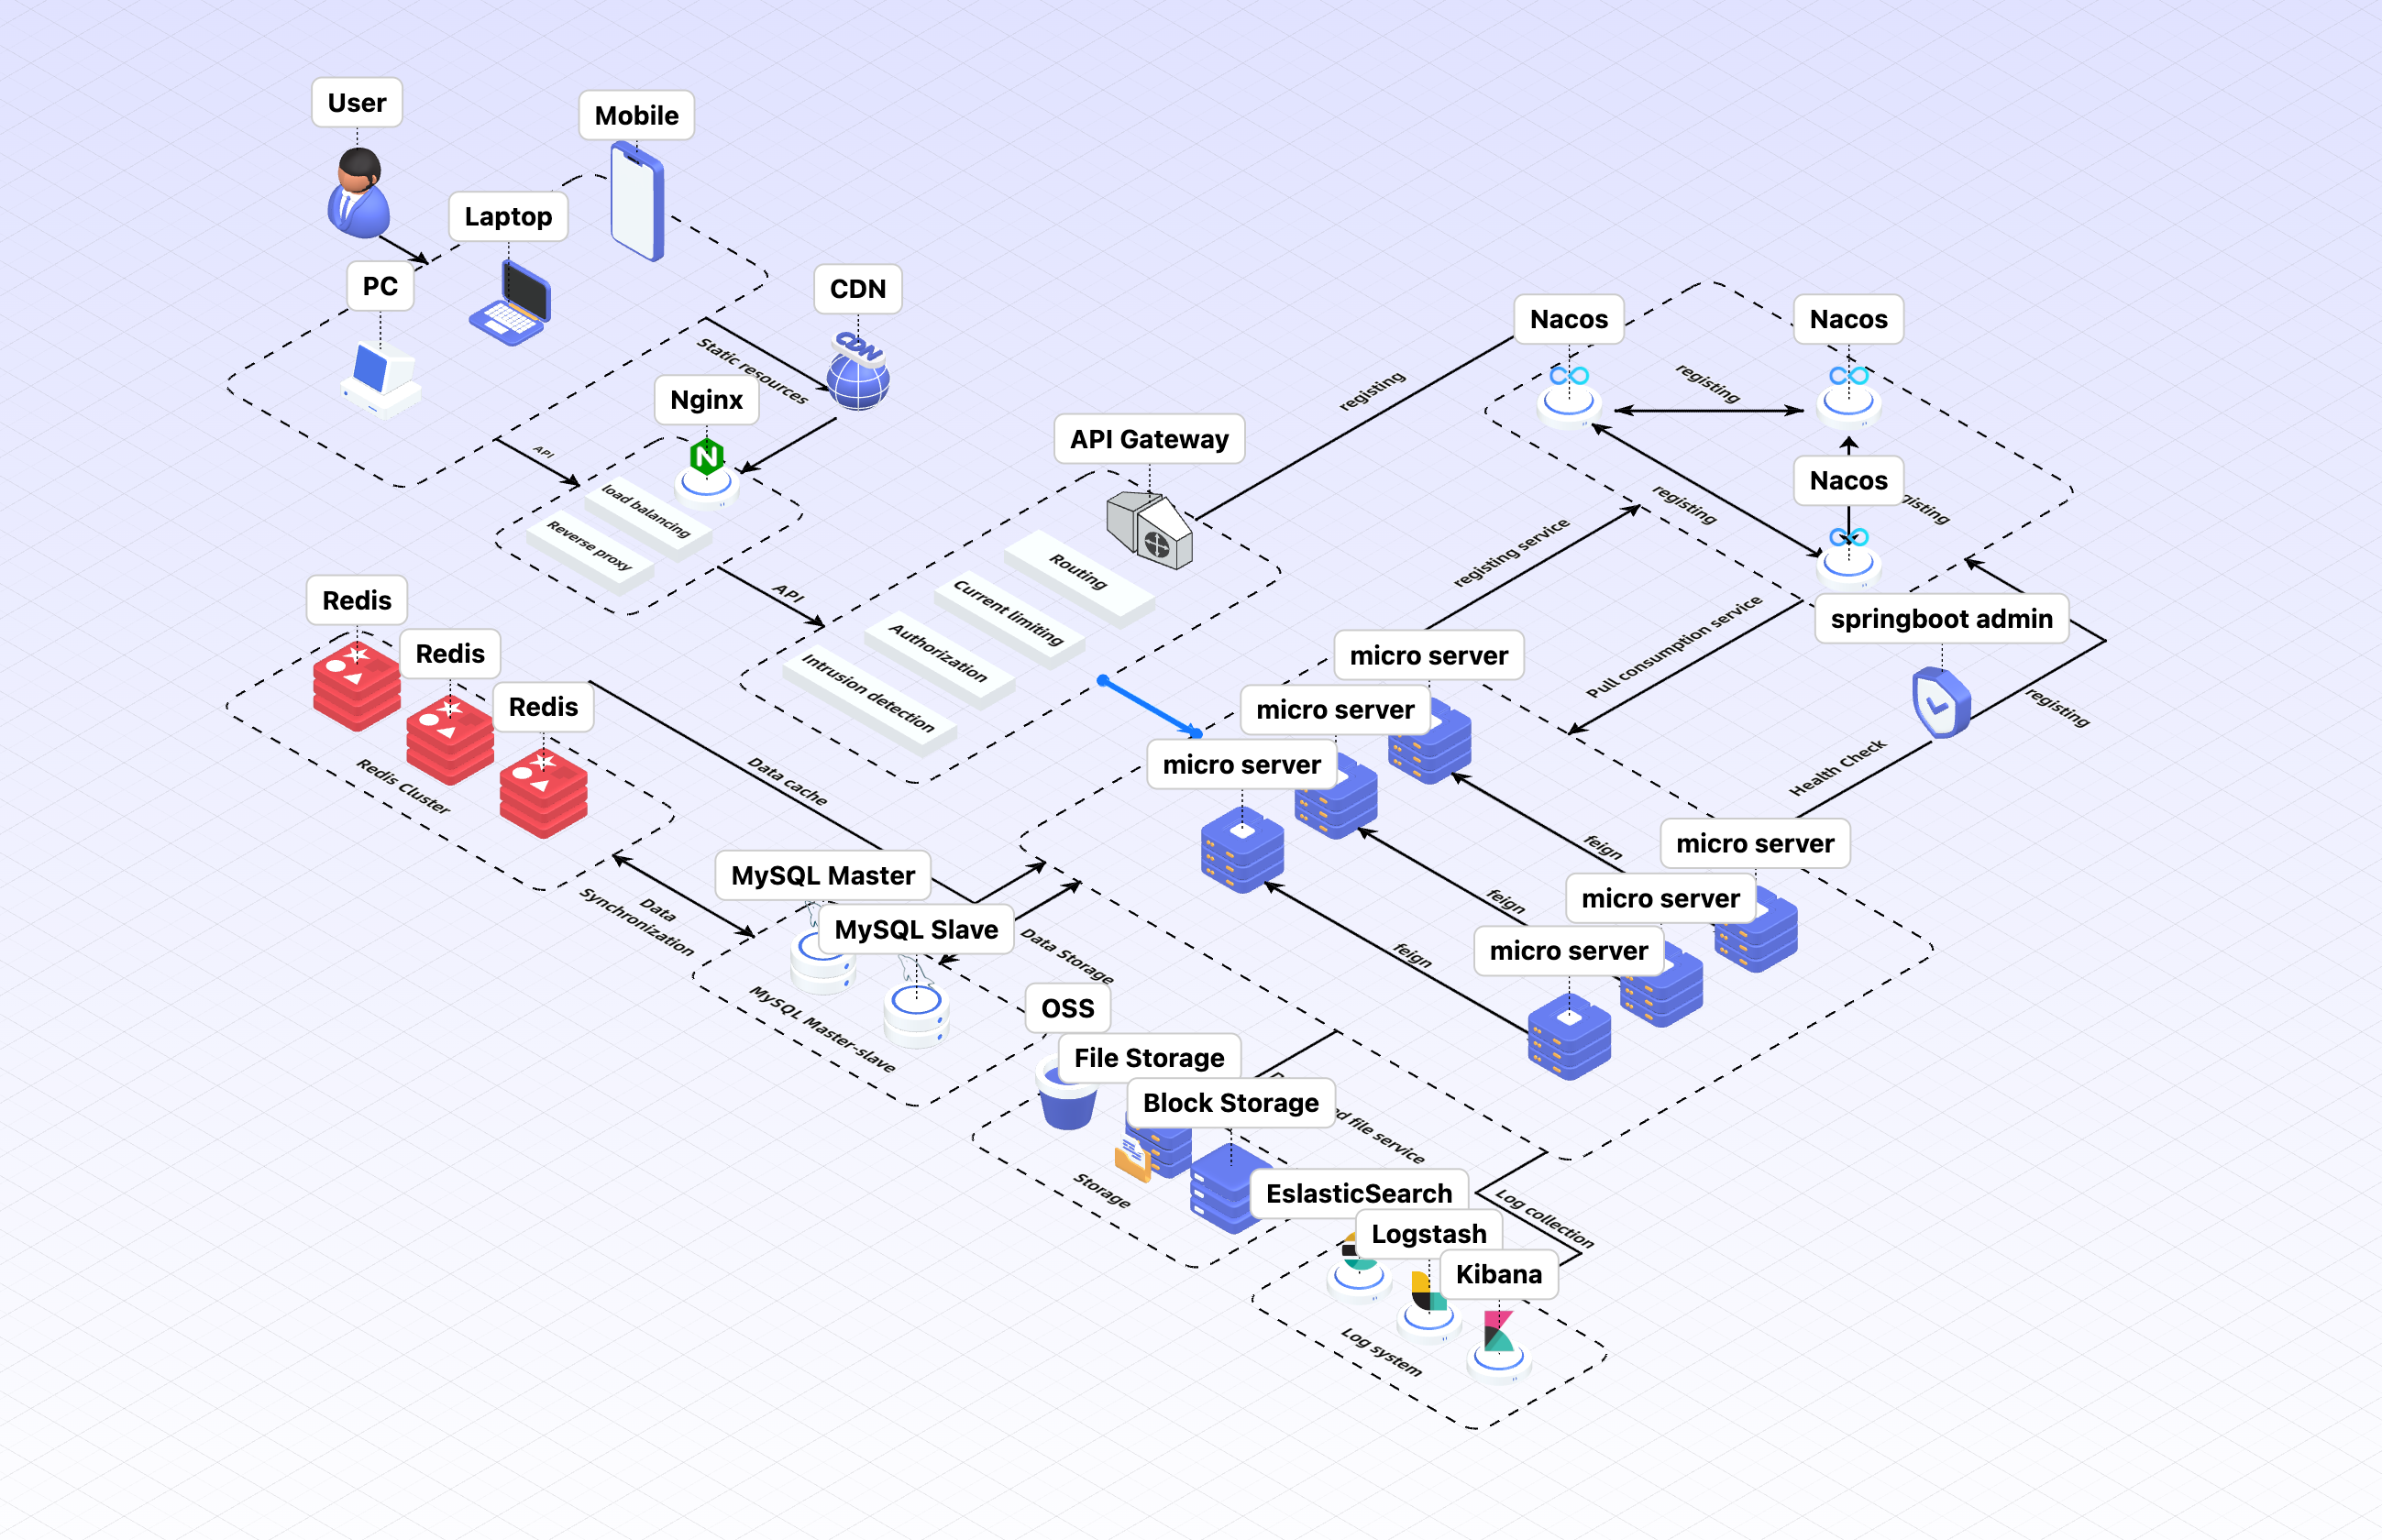 User
Mobile
Laptop
PC
CDN
CDN
Static resources
Nginx
N
API
load balancing
Reverse proxy
API
API Gateway
Routing
Current limiting
Authorization
Intrusion detection
registing
Nacos
Nacos
registing
Nacos
registing
registing service
Pull consumption service
springboot admin
registing
Health Check
Redis
Redis
Redis
Redis Cluster
Data cache
Data
Synchronization
MySQL Master
MySQL Slave
MySQL Master-slave
Data Storage
micro server
micro server
micro server
feign
feign
feign
micro server
micro server
micro server
OSS
File Storage
Block Storage
file service
Storage
EslasticSearch
Logstash
Kibana
Log collection
Log system